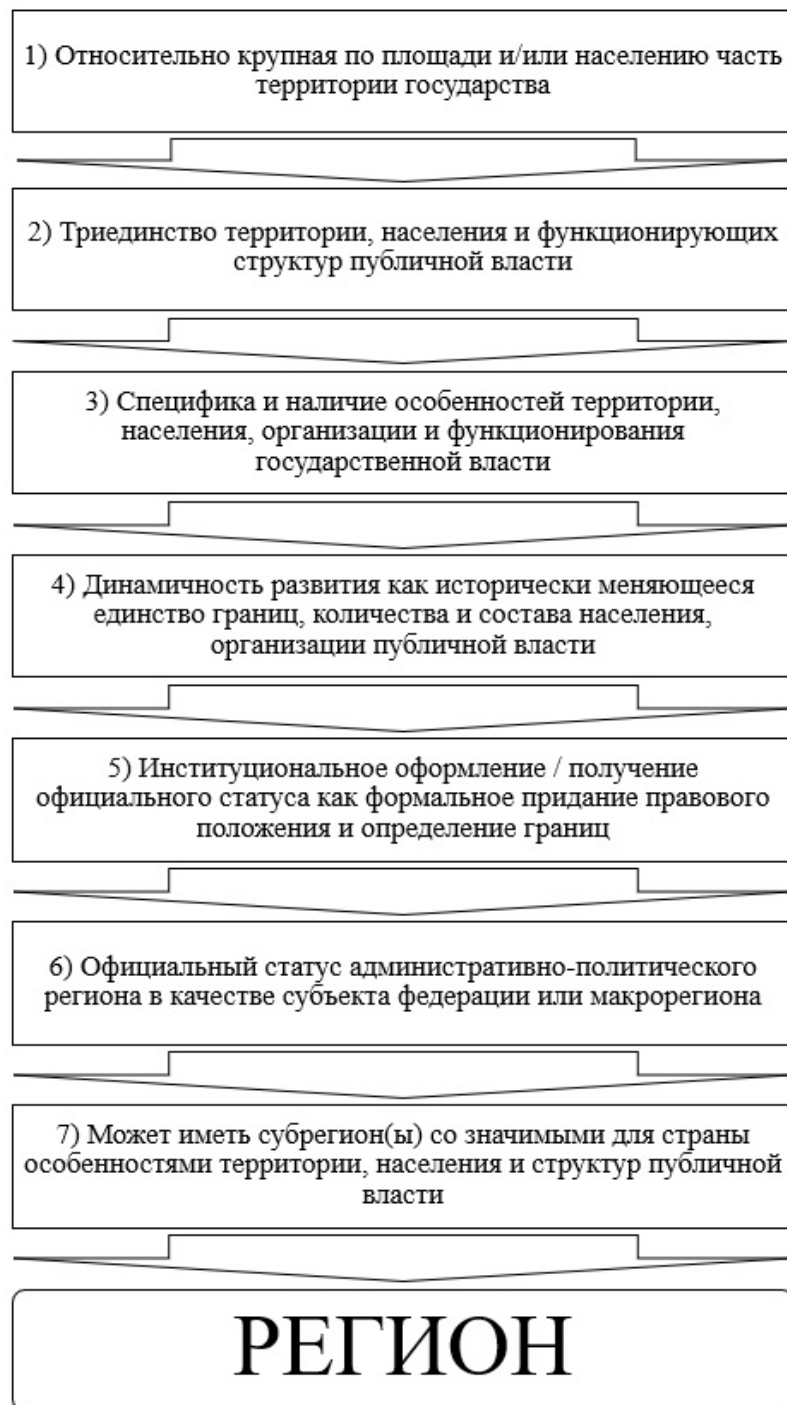 1) Относительно крупная по площади и/или населению часть
территории государства
2) Триединство территории, населения и функционирующих
структур публичной власти
3) Специфика и наличие особенностей территории,
населения, организации и функционирования
государственной власти
4) Динамичность развития как исторически меняющееся
единство границ, количества и состава населения,
организации публичной власти
5) Институциональное оформление / получение
официального статуса как формальное придание правового
положения и определение границ
6) Официальный статус административно-политического
региона в качестве субъекта федерации или макрорегиона
7) Может иметь субрегион(ы) со значимыми для страны
особенностями территории, населения и структур публичной
власти
РЕГИОН